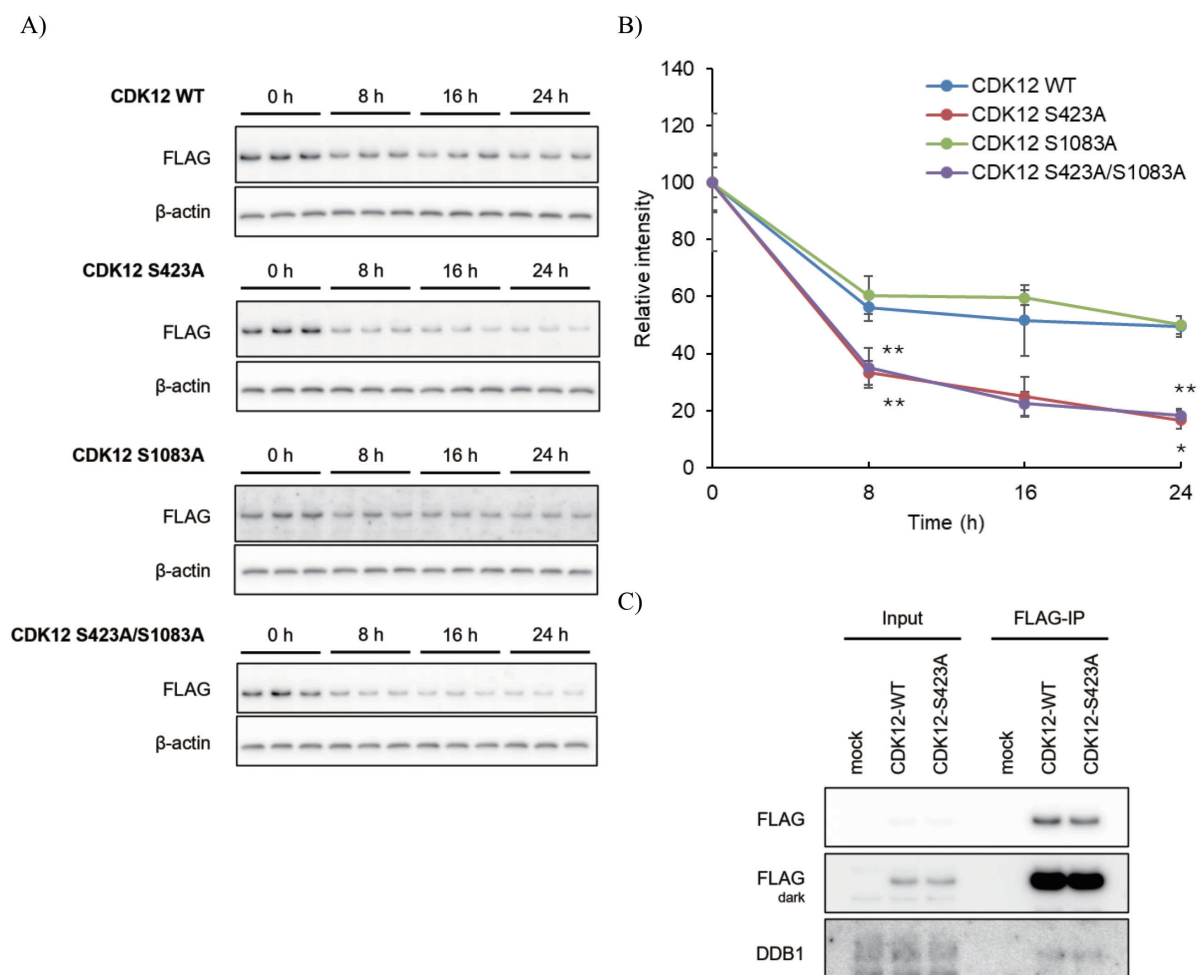 A)
CDK12 WT
0 h 8 h 16 h 24 h
FLAG
β-actin
CDK12 S423A
0 h 8 h 16 h 24 h
FLAG
β-actin
CDK12 S1083A
0 h 8 h 16 h 24 h
FLAG
β-actin
CDK12 S423A/S1083A
0 h 8 h 16 h 24 h
FLAG
β-actin
B)
Relative intensity
140
120
100
80
60
40
20
0
CDK12 WT
CDK12 S423A
CDK12 S1083A
CDK12 S423A/S1083A
**
**
**
*
0 8 16 24
Time (h)
C)
Input FLAG-IP
mock CDK12-WT CDK12-S423A mock CDK12-WT CDK12-S423A
FLAG
FLAG
dark
DDB1